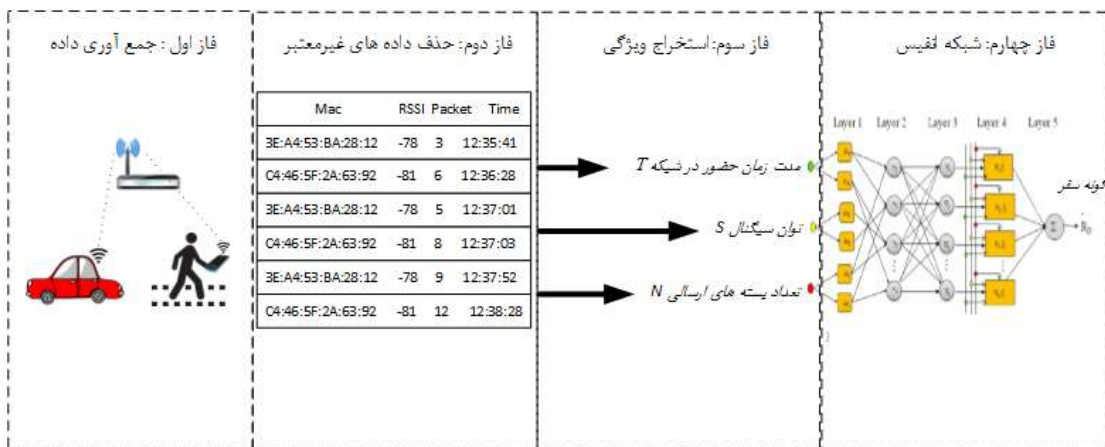 فاز اول : جمع آوری داده
فاز دوم: حذف داده های غیرمعتبر
Mac RSSI Packet Time
3E:A4:53:BA:28:12 -78 3 12:35:41
C4:46:5F:2A:63:92 -81 6 12:36:28
3E:A4:53:BA:28:12 -78 5 12:37:01
C4:46:5F:2A:63:92 -81 8 12:37:03
3E:A4:53:BA:28:12 -78 9 12:37:52
C4:46:5F:2A:63:92 -81 12 12:38:28
فاز سوم: استخراج ویژگی
مدت زمان حضور در شبکه T
توان سیگنال S
تعداد بسته های ارسالی N
فاز چهارم: شبکه انفیس
Layer 1 Layer 2 Layer 3 Layer 4 Layer 5
گونه سفر